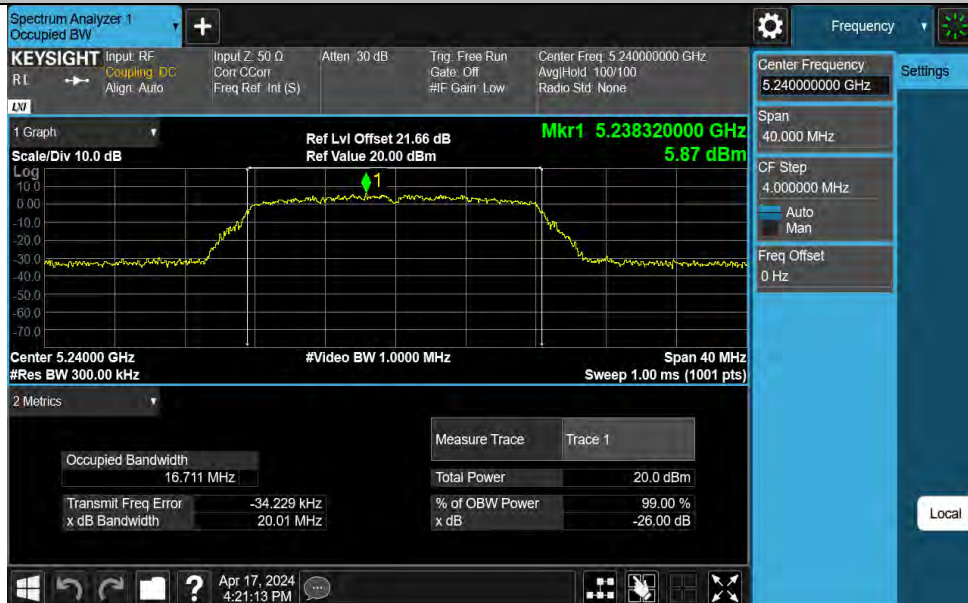 Spectrum Analyzer 1
Occupied BW
+
Frequency
KEYSIGHT
Input: RF
Coupling: DC
Align: Auto
Input Z: 50 Ω
Corr CCorr
Freq Ref: Int (S)
Atten: 30 dB
Trig: Free Run
Gate: Off
#IF Gain: Low
Center Freq: 5.240000000 GHz
Avg|Hold: 100/100
Radio Std: None
LXI
Center Frequency
5.240000000 GHz
Settings
Span
40.000 MHz
CF Step
4.000000 MHz
Auto
Man
Freq Offset
0 Hz
Local
1 Graph
Scale/Div 10.0 dB
Ref Lvl Offset 21.66 dB
Ref Value 20.00 dBm
Mkr1 5.238320000 GHz
5.87 dBm
Log
10.0
0.00
-10.0
-20.0
-30.0
-40.0
-50.0
-60.0
-70.0
1
Center 5.24000 GHz
#Res BW 300.00 kHz
#Video BW 1.0000 MHz
Span 40 MHz
Sweep 1.00 ms (1001 pts)
2 Metrics
Measure Trace Trace 1
Occupied Bandwidth
16.711 MHz
Total Power 20.0 dBm
Transmit Freq Error -34.229 kHz
% of OBW Power 99.00 %
x dB Bandwidth 20.01 MHz
x dB -26.00 dB
?
Apr 17, 2024
4:21:13 PM